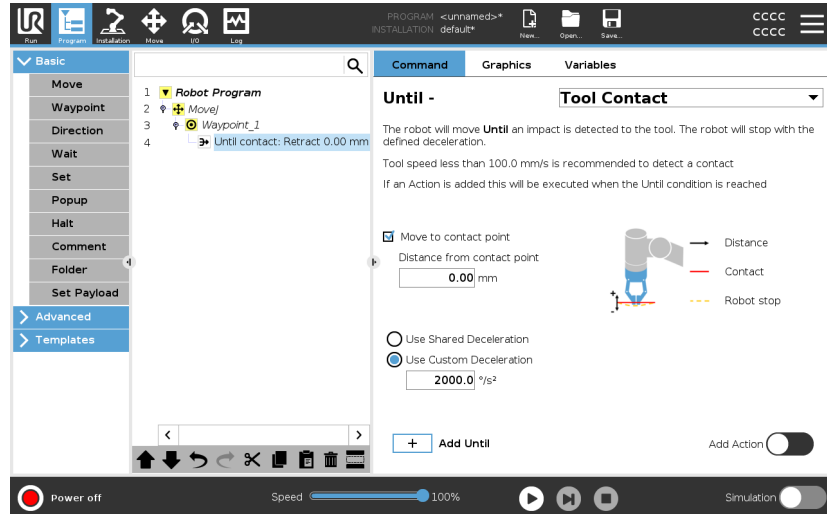 UR
PROGRAM <unnamed>*
INSTALLATION default*
cccc
cccc
Run Program Installation Move I/O Log New... Open... Save...
Basic
Move
Waypoint
Direction
Wait
Set
Popup
Halt
Comment
Folder
Set Payload
Advanced
Templates
1 Robot Program
2 MoveJ
3 Waypoint_1
4 Until contact: Retract 0.00 mm
Command Graphics Variables
Until - Tool Contact
The robot will move Until an impact is detected to the tool. The robot will stop with the
defined deceleration.
Tool speed less than 100.0 mm/s is recommended to detect a contact
If an Action is added this will be executed when the Until condition is reached
Move to contact point
Distance from contact point
0.00 mm
Distance
Contact
Robot stop
+
-
Use Shared Deceleration
Use Custom Deceleration
2000.0 °/s²
+ Add Until
Add Action
Power off
Speed 100%
Simulation